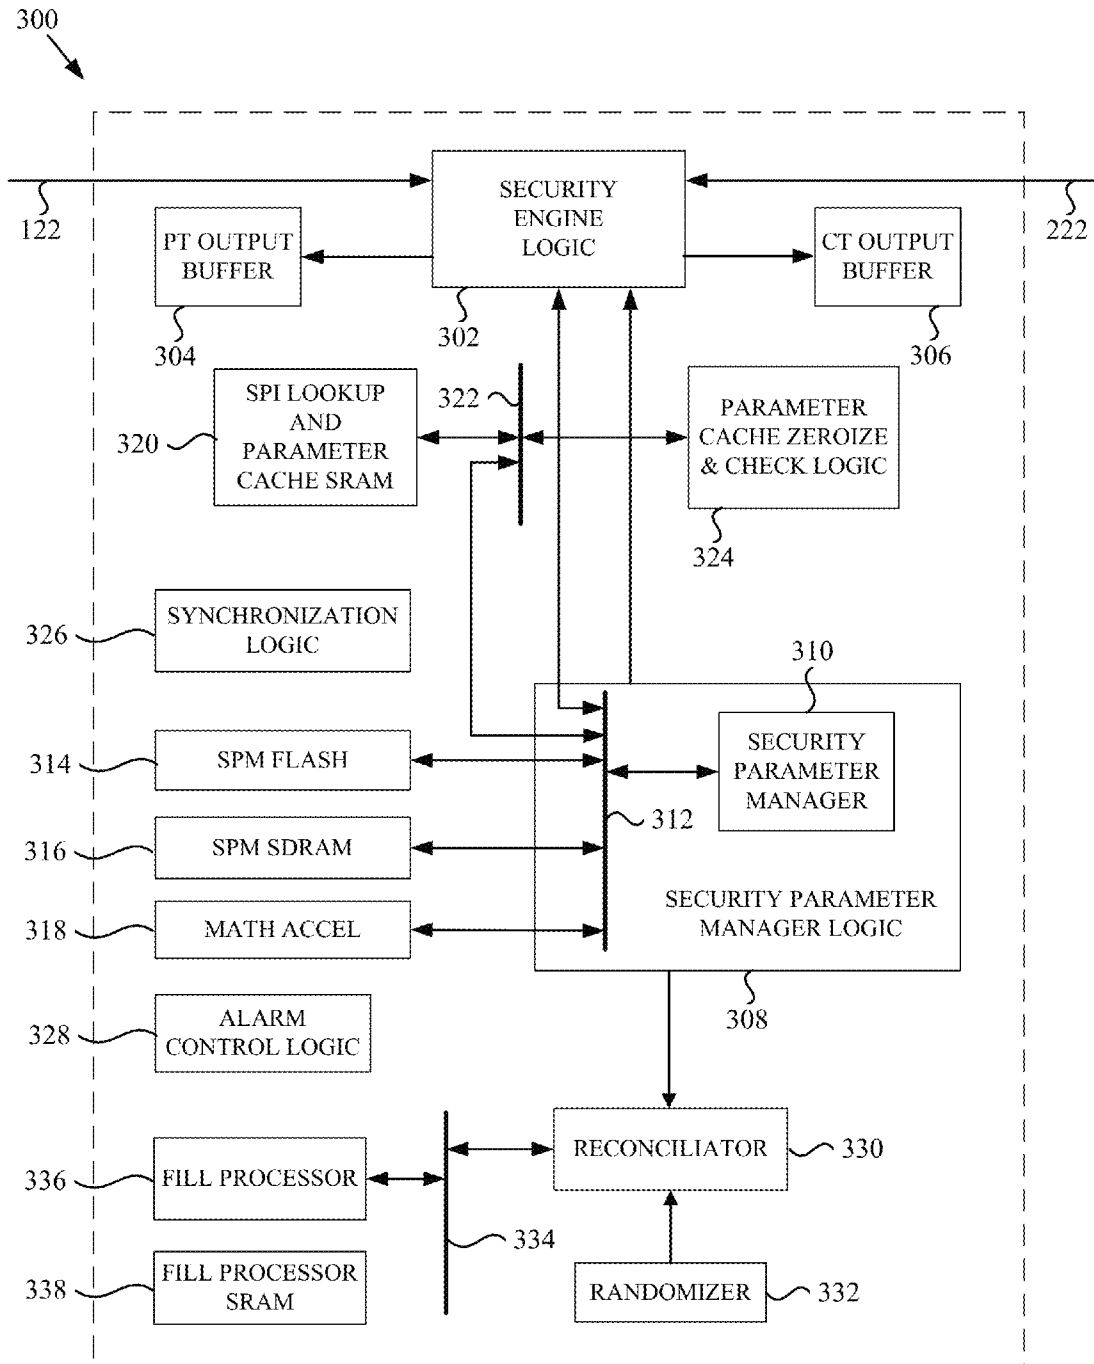 300
SECURITY
ENGINE
LOGIC
122
222
PT OUTPUT
BUFFER
CT OUTPUT
BUFFER
304
302
306
SPI LOOKUP
AND
PARAMETER
CACHE SRAM
320
322
PARAMETER
CACHE ZEROIZE
& CHECK LOGIC
324
SYNCHRONIZATION
LOGIC
326
310
SECURITY
PARAMETER
MANAGER
314
SPM FLASH
312
316
SPM SDRAM
SECURITY PARAMETER
MANAGER LOGIC
318
MATH ACCEL
308
ALARM
CONTROL LOGIC
328
RECONCILIATOR
330
336
FILL PROCESSOR
334
338
FILL PROCESSOR
SRAM
RANDOMIZER
332